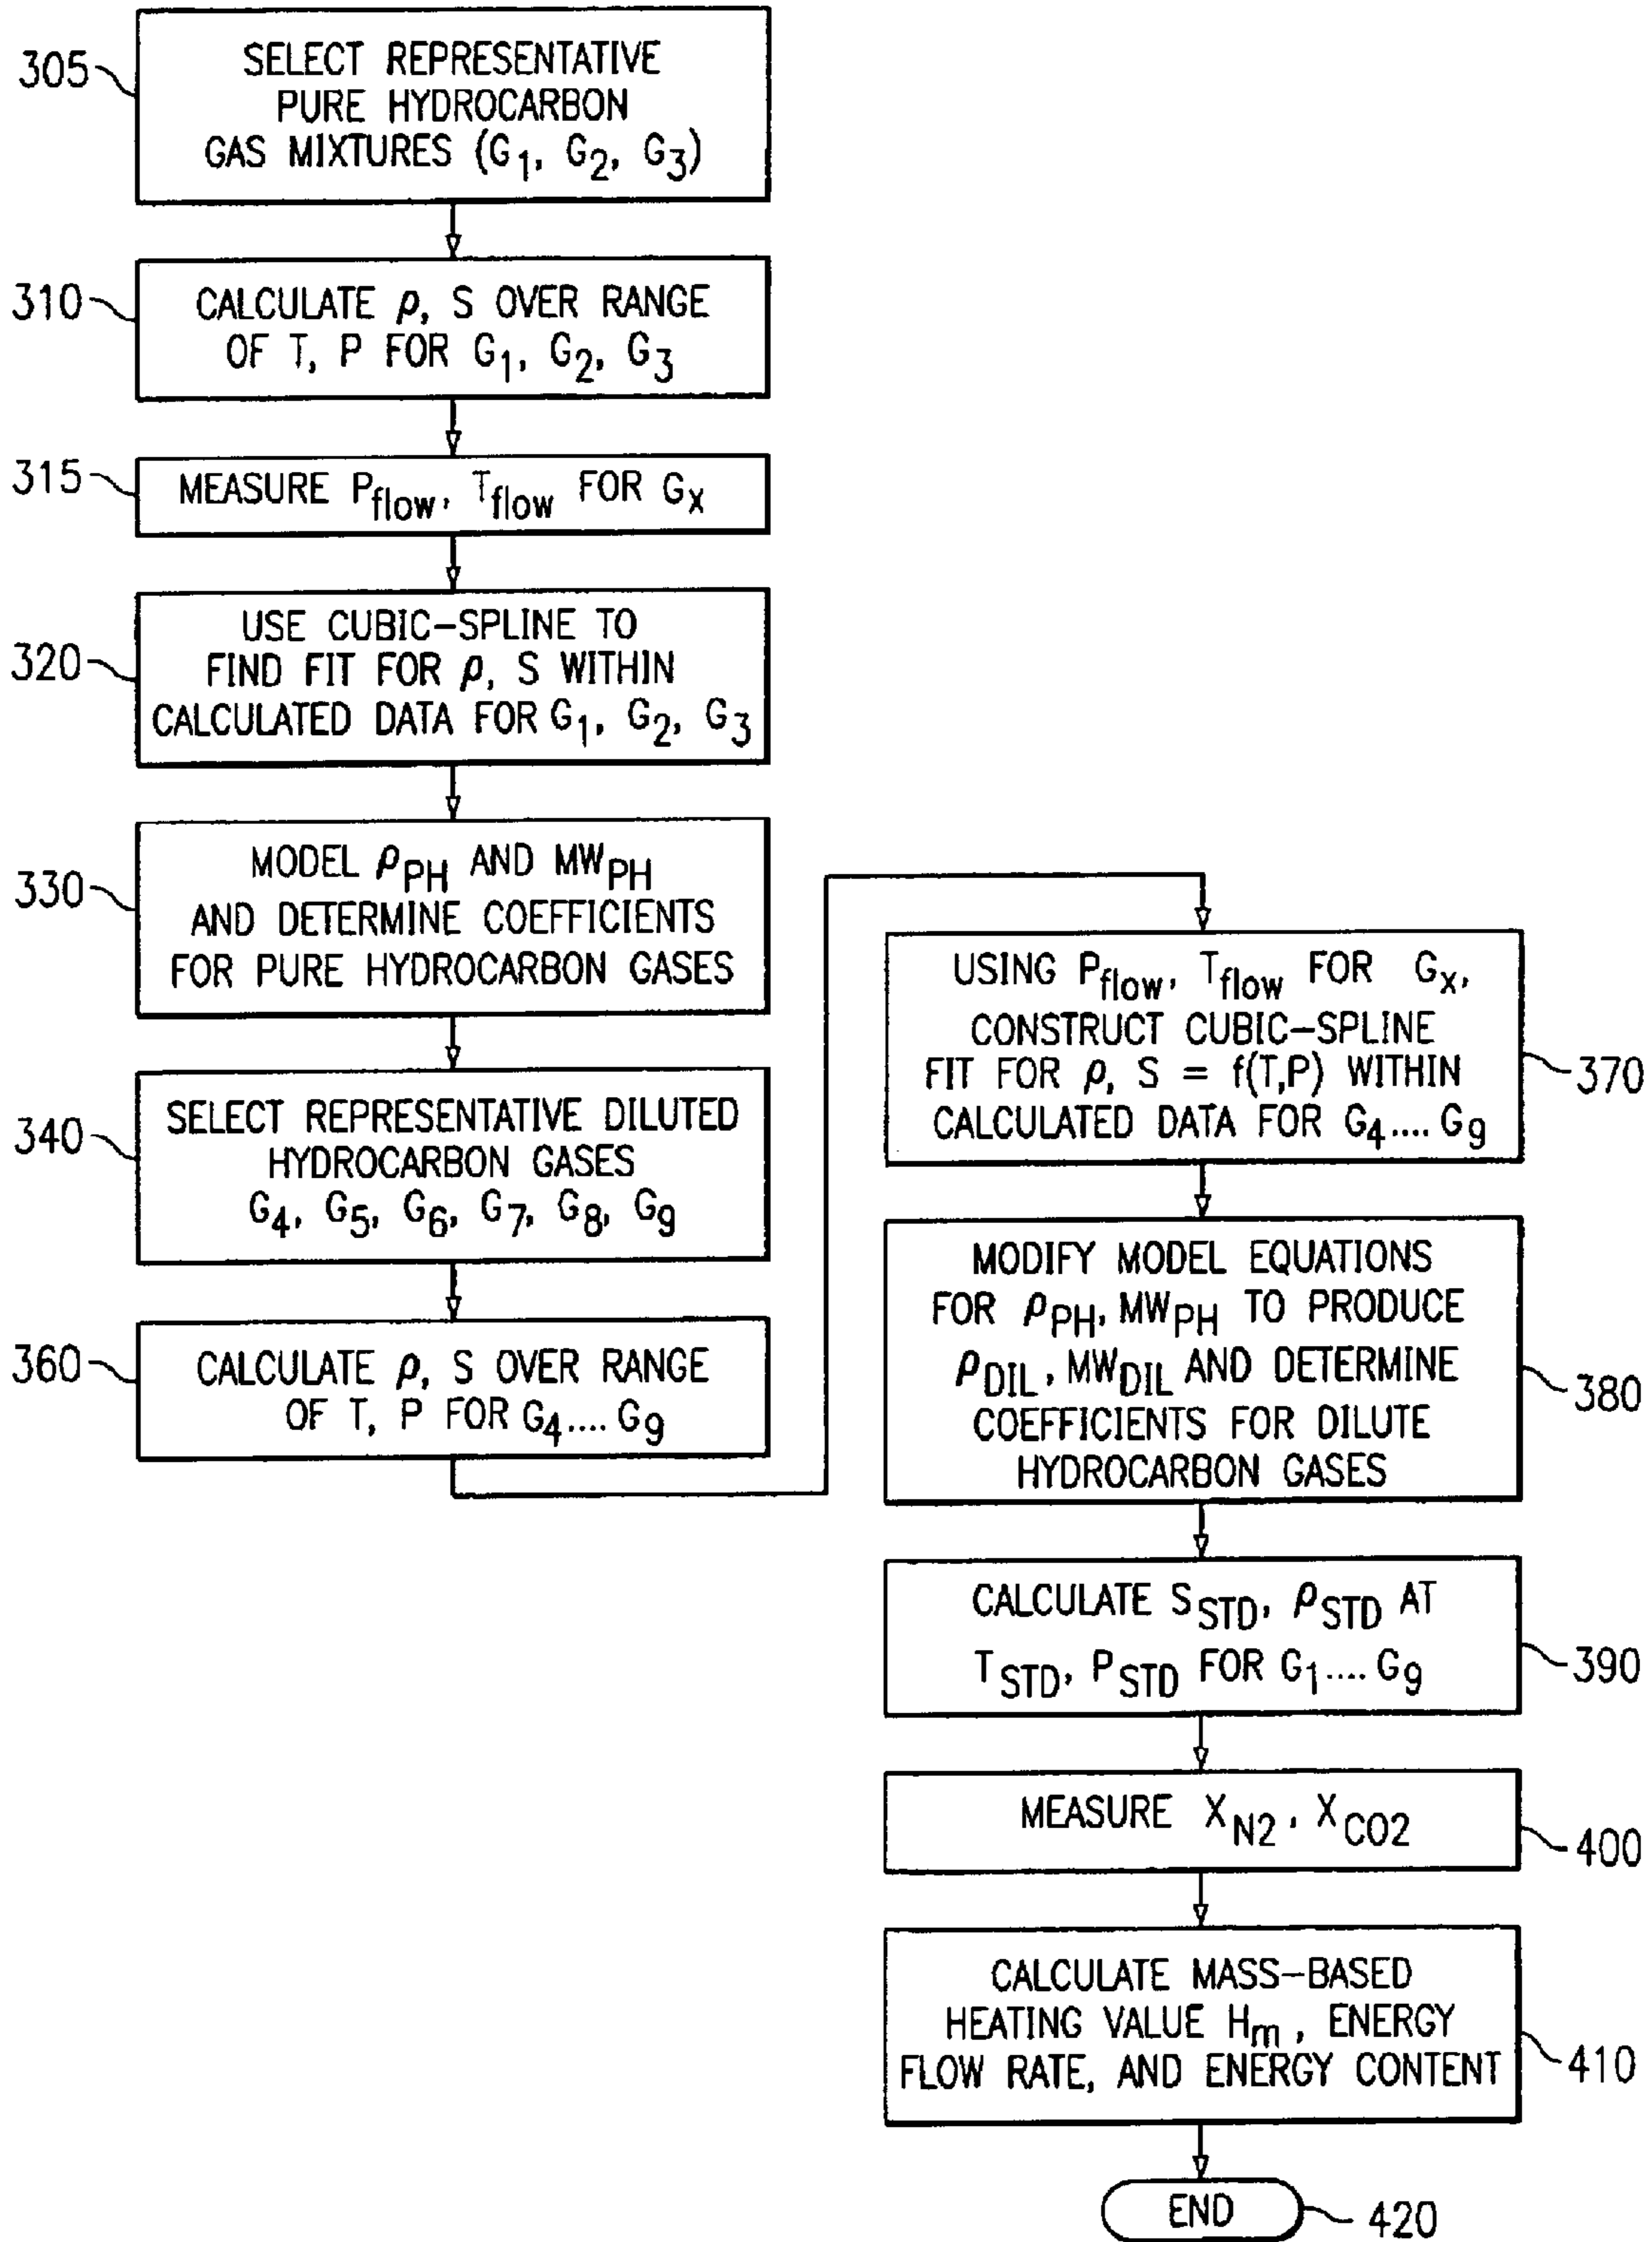 305
SELECT REPRESENTATIVE
PURE HYDROCARBON
GAS MIXTURES (G1, G2, G3)
310
CALCULATE ρ, S OVER RANGE
OF T, P FOR G1, G2, G3
315
MEASURE Pflow, Tflow FOR Gx
320
USE CUBIC-SPLINE TO
FIND FIT FOR ρ, S WITHIN
CALCULATED DATA FOR G1, G2, G3
330
MODEL ρPH AND MWPH
AND DETERMINE COEFFICIENTS
FOR PURE HYDROCARBON GASES
340
SELECT REPRESENTATIVE DILUTED
HYDROCARBON GASES
G4, G5, G6, G7, G8, G9
360
CALCULATE ρ, S OVER RANGE
OF T, P FOR G4.... G9
USING Pflow, Tflow FOR Gx,
CONSTRUCT CUBIC-SPLINE
FIT FOR ρ, S = f(T,P) WITHIN
CALCULATED DATA FOR G4.... G9
370
MODIFY MODEL EQUATIONS
FOR ρPH, MWPH TO PRODUCE
ρDIL, MWDIL AND DETERMINE
COEFFICIENTS FOR DILUTE
HYDROCARBON GASES
380
CALCULATE SSTD, ρSTD AT
TSTD, PSTD FOR G1.... G9
390
MEASURE XN2, XCO2
400
CALCULATE MASS-BASED
HEATING VALUE Hm, ENERGY
FLOW RATE, AND ENERGY CONTENT
410
END
420